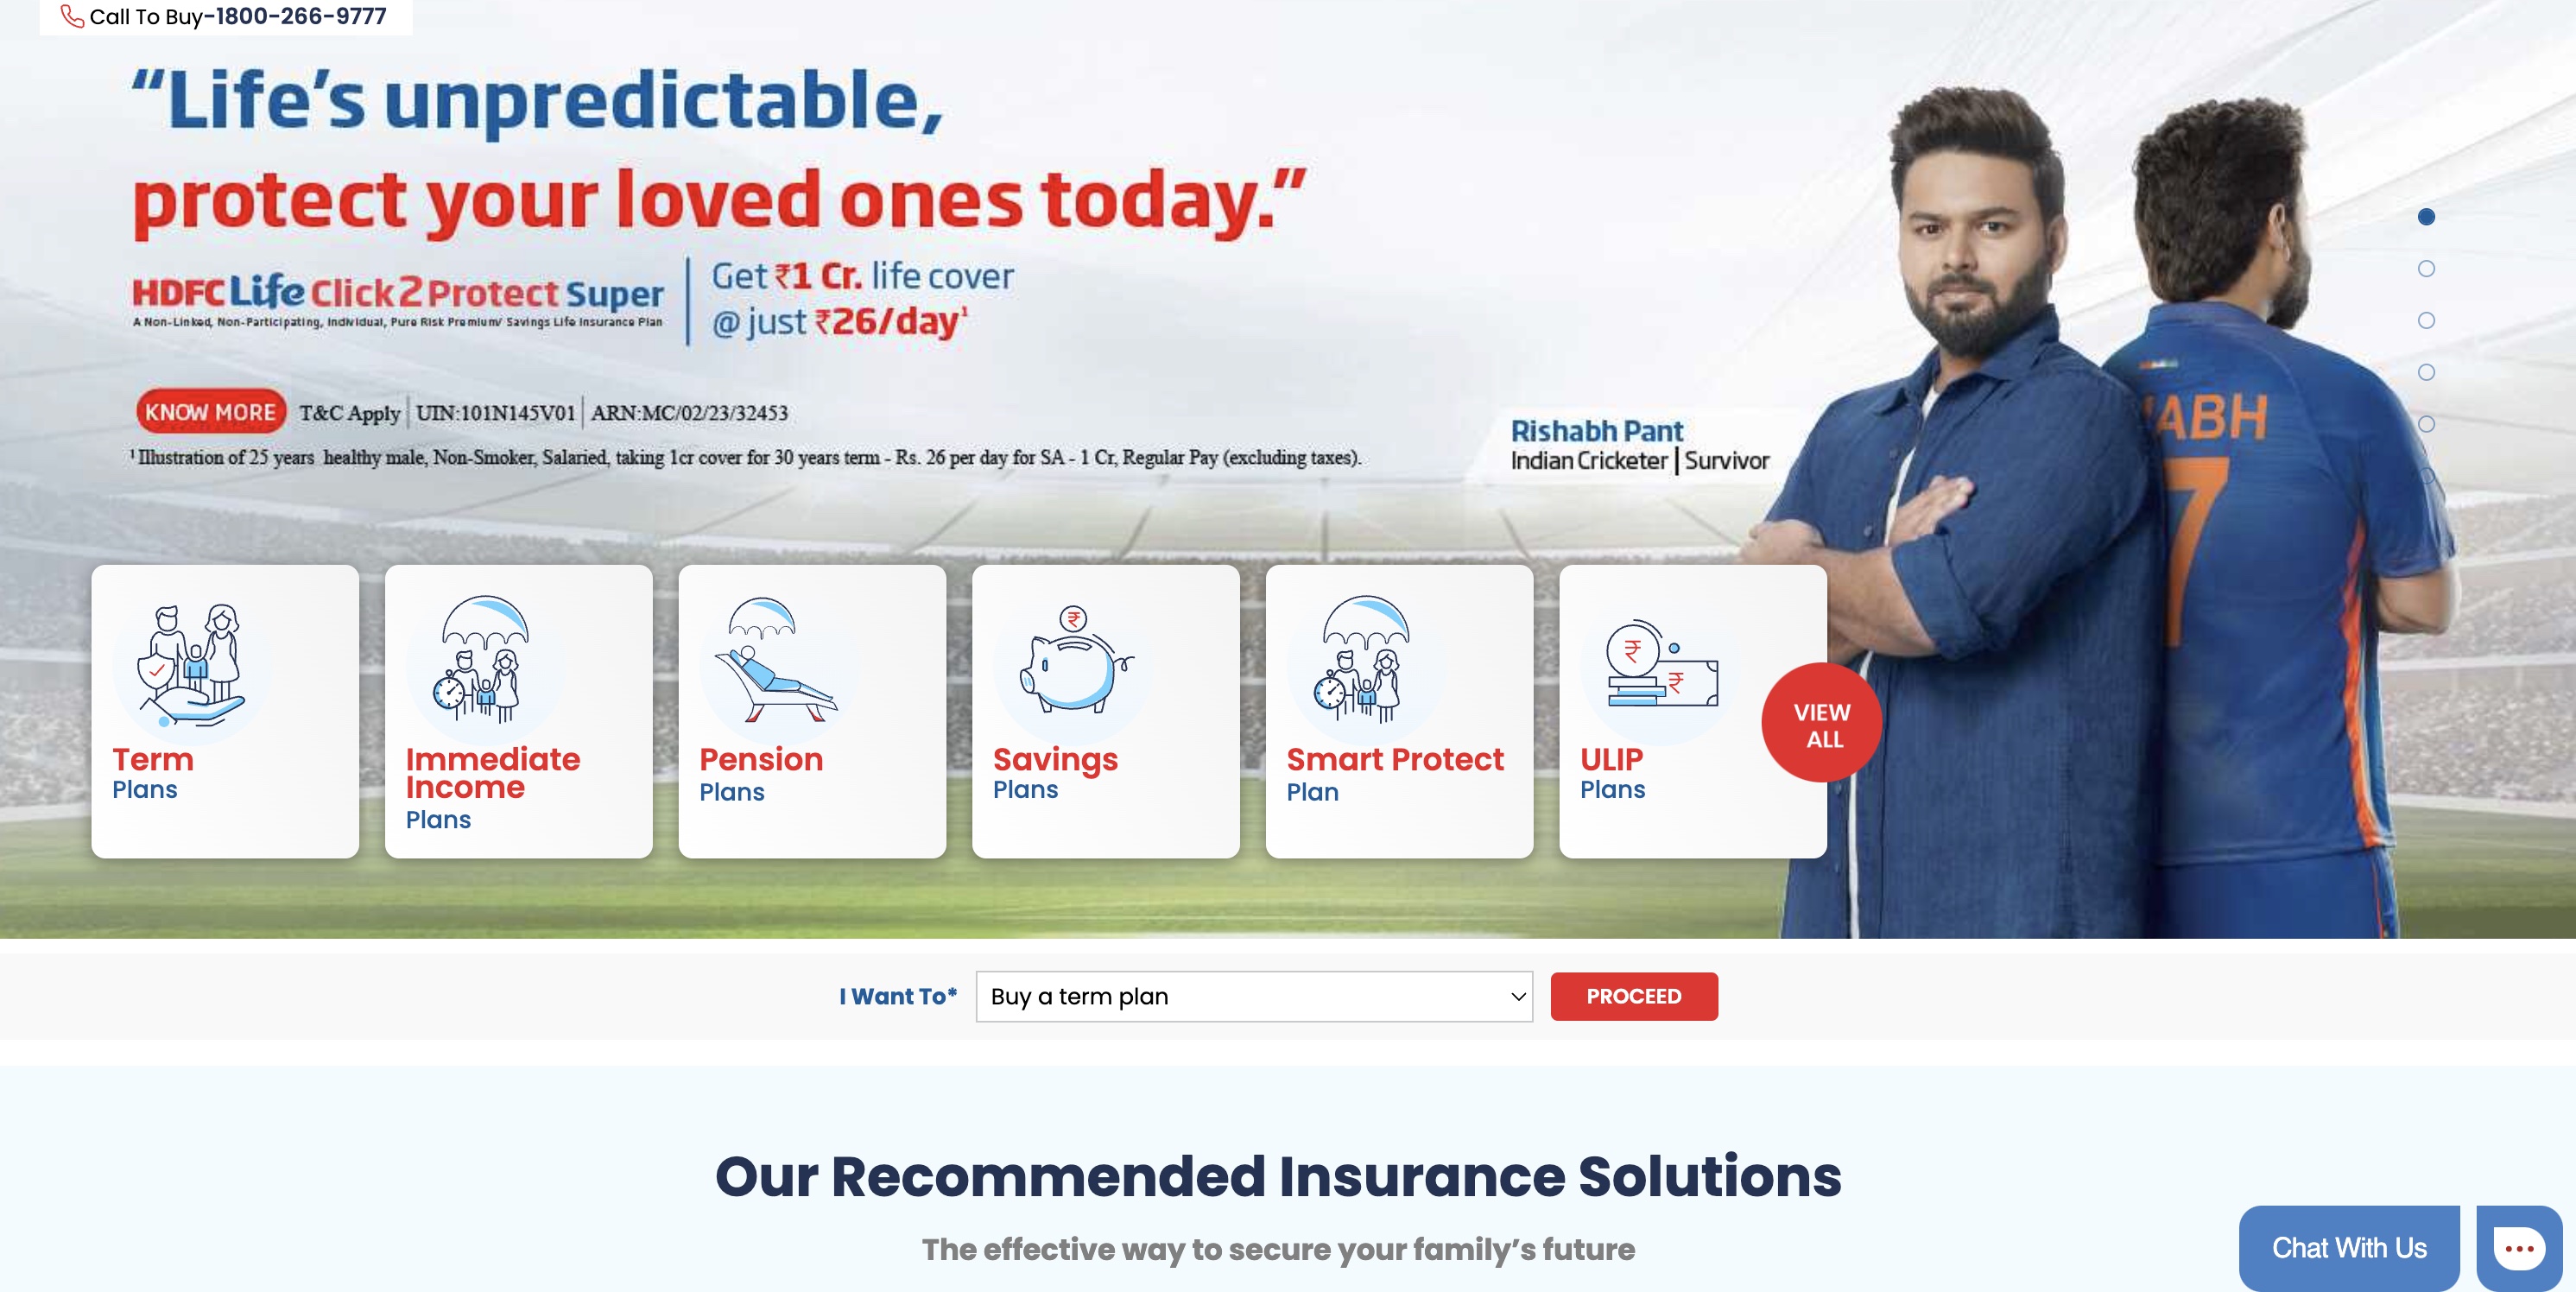 Call To Buy-1800-266-9777
“Life’s unpredictable,
protect your loved ones today.”
HDFC Life Click 2 Protect Super
A Non-Linked, Non-Participating, Individual, Pure Risk Premium/ Savings Life Insurance Plan
Get ₹1 Cr. life cover
@ just ₹26/day¹
KNOW MORE T&C Apply | UIN:101N145V01 | ARN:MC/02/23/32453
¹ Illustration of 25 years healthy male, Non-Smoker, Salaried, taking 1cr cover for 30 years term - Rs. 26 per day for SA - 1 Cr, Regular Pay (excluding taxes).
Rishabh Pant
Indian Cricketer | Survivor
ABH
7
Term
Plans
Immediate
Income
Plans
Pension
Plans
Savings
Plans
Smart Protect
Plan
ULIP
Plans
VIEW
ALL
I Want To* Buy a term plan PROCEED
Our Recommended Insurance Solutions
The effective way to secure your family’s future
Chat With Us